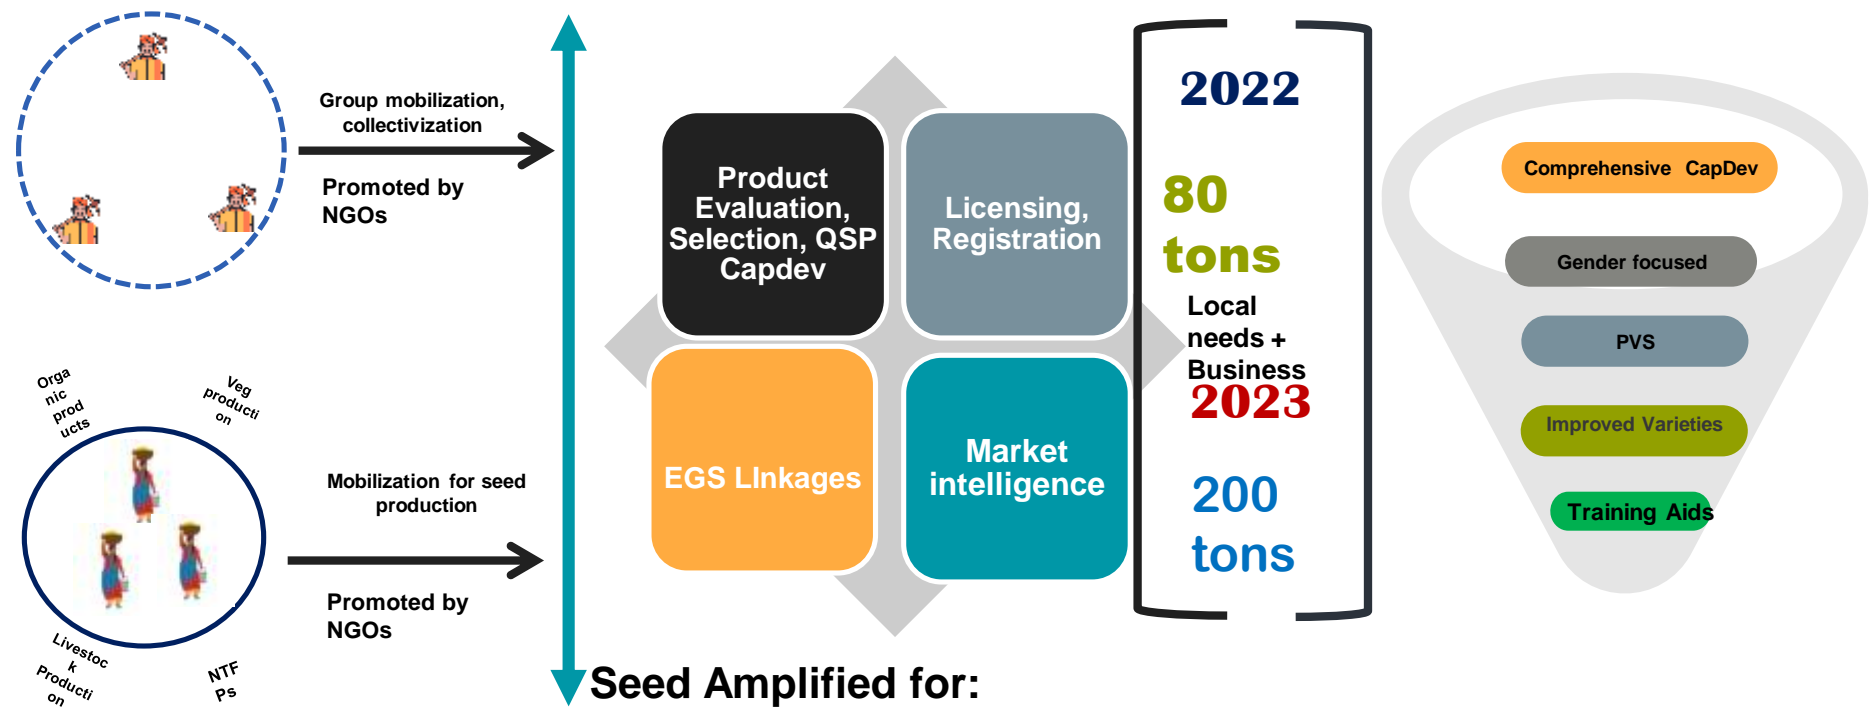 Group mobilization,
collectivization
Promoted by
NGOs
Orga
nic
prod
ucts
Veg
producti
on
Mobilization for seed
production
Promoted by
NGOs
Livestoc
k
Producti
on
NTF
Ps
Product
Evaluation,
Selection, QSP
Capdev
Licensing,
Registration
EGS LInkages
Market
intelligence
Seed Amplified for:
2022
80
tons
Local
needs +
Business
2023
200
tons
Comprehensive CapDev
Gender focused
PVS
Improved Varieties
Training Aids